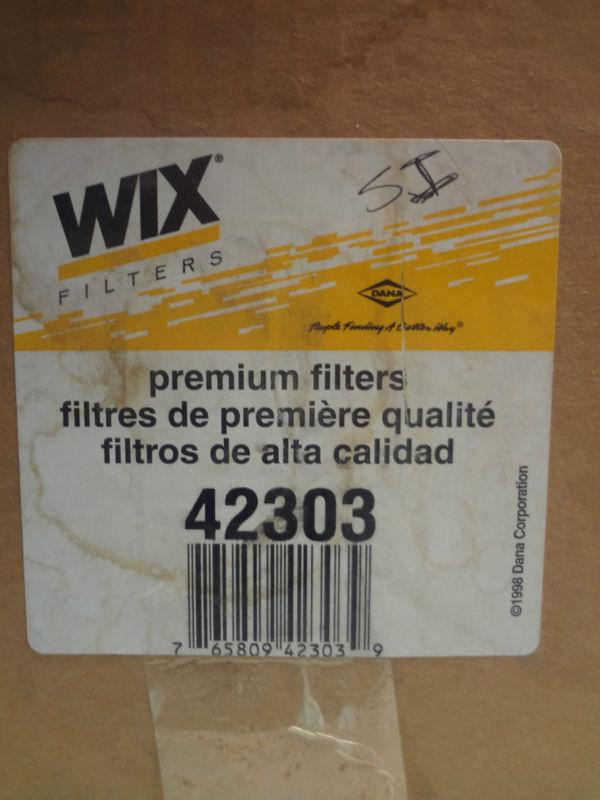 WIX®
FILTERS
DANA
People Finding A Better Way®
premium filters
filtres de première qualité
filtros de alta calidad
42303
7 65809 42303 9
©1998 Dana Corporation